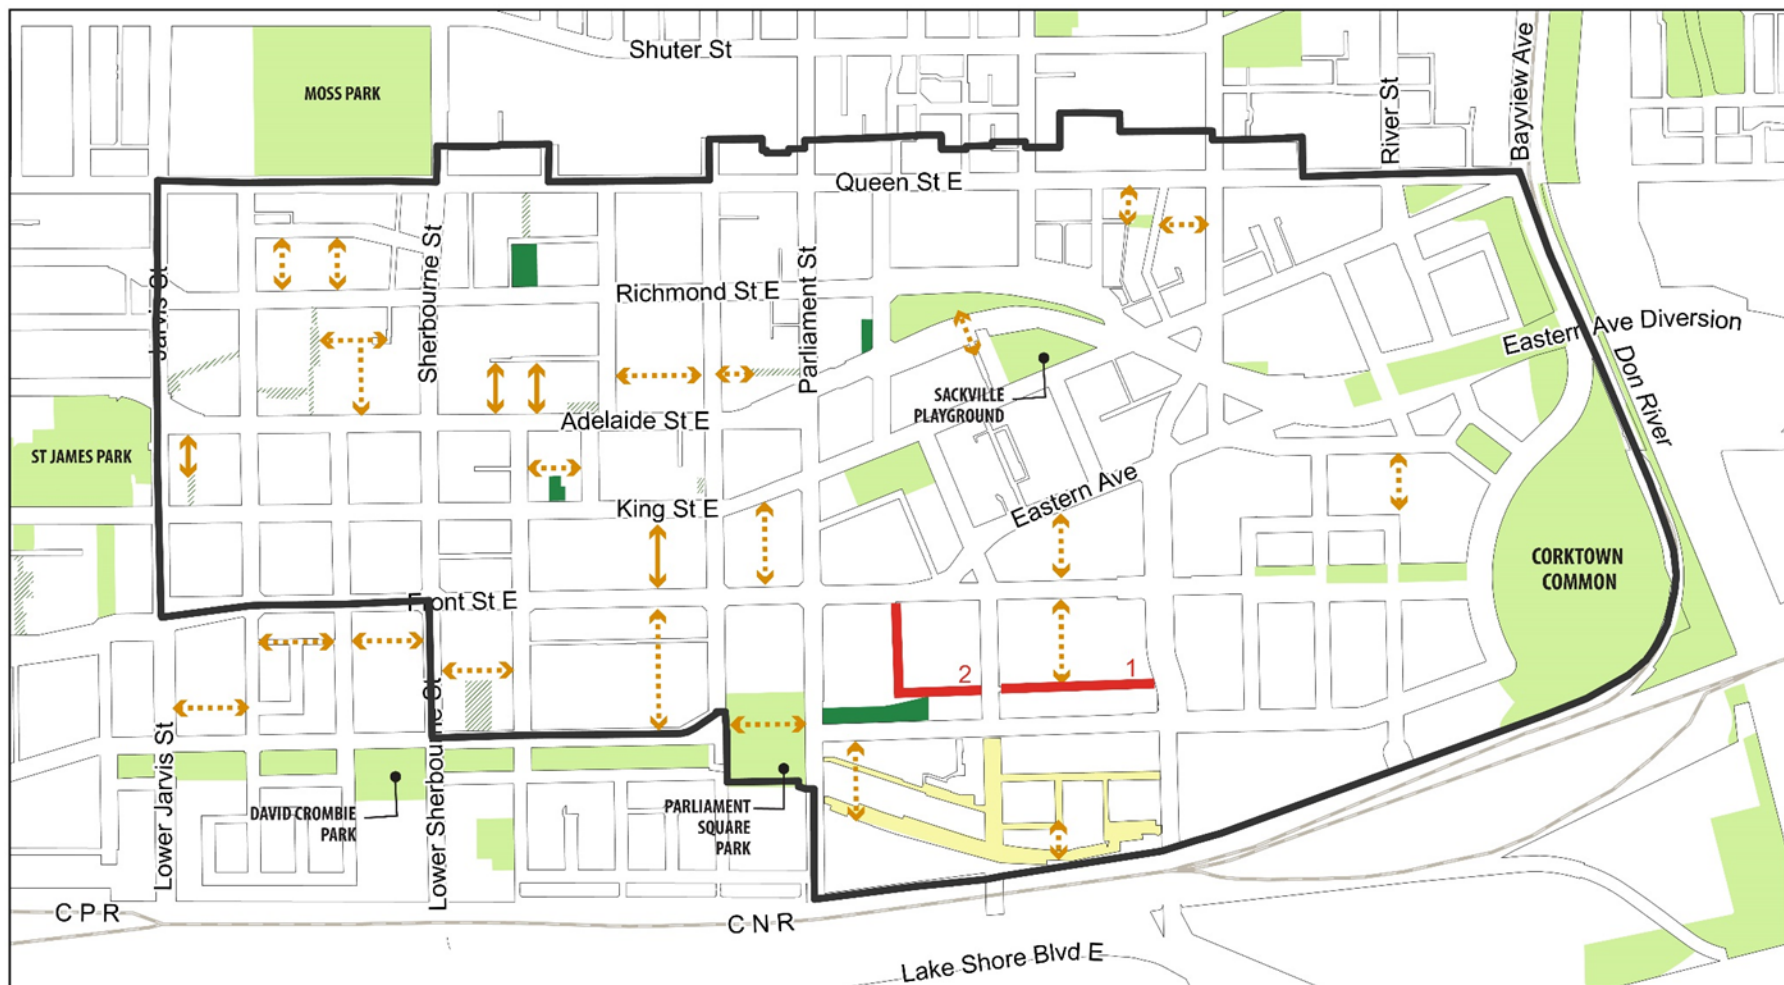 Shuter St
MOSS PARK
River St
Bayview Ave
Queen St E
Jarvis St
Sherbourne St
Richmond St E
Parliament St
Eastern Ave Diversion
Don River
SACKVILLE
PLAYGROUND
Adelaide St E
ST JAMES PARK
King St E
Eastern Ave
CORKTOWN
COMMON
Front St E
2
1
Lower Jarvis St
DAVID CROMBIE
PARK
Lower Sherbourne St
PARLIAMENT
SQUARE
PARK
C P R
C N R
Lake Shore Blvd E